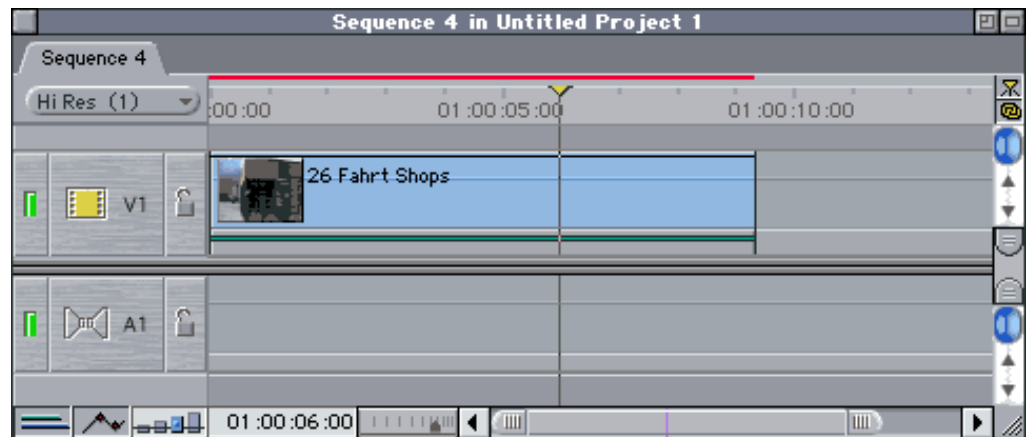 Sequence 4 in Untitled Project 1
Sequence 4
Hi Res (1)
:00:00 01:00:05:00 01:00:10:00
26 Fahrt Shops
V1
A1
01:00:06:00